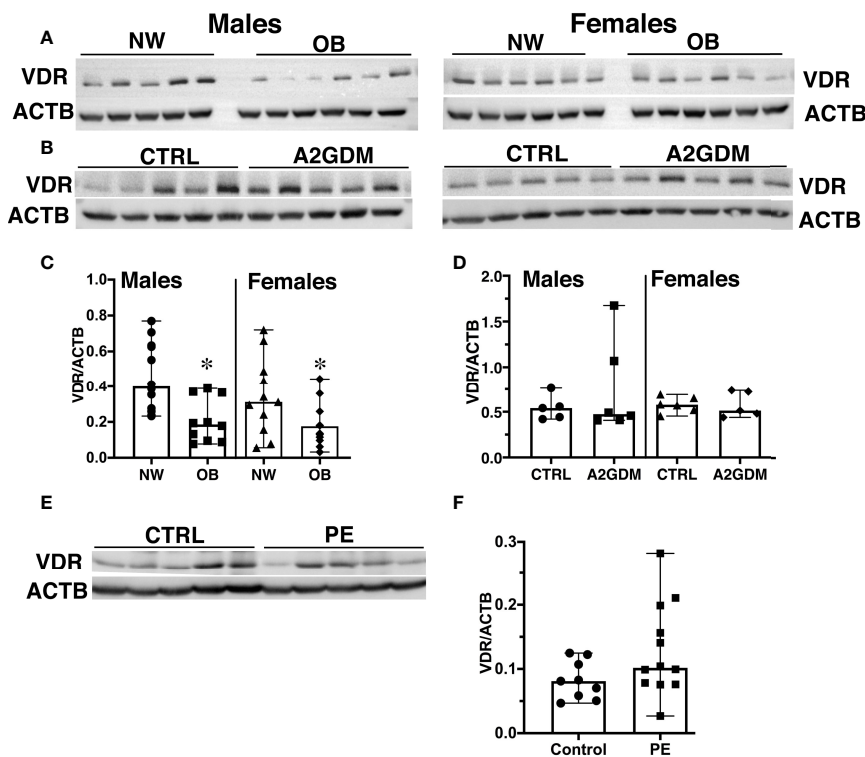 Males Females
A NW OB NW OB
VDR VDR
ACTB ACTB
B CTRL A2GDM CTRL A2GDM
VDR VDR
ACTB ACTB
C D
Males Females
1.0
0.8
0.6
0.4
0.2
0.0
VDR/ACTB
* *
NW OB NW OB
Males Females
2.0
1.5
1.0
0.5
0.0
VDR/ACTB
CTRL A2GDM CTRL A2GDM
E F
CTRL PE
VDR
ACTB
0.3
0.2
0.1
0.0
VDR/ACTB
Control PE